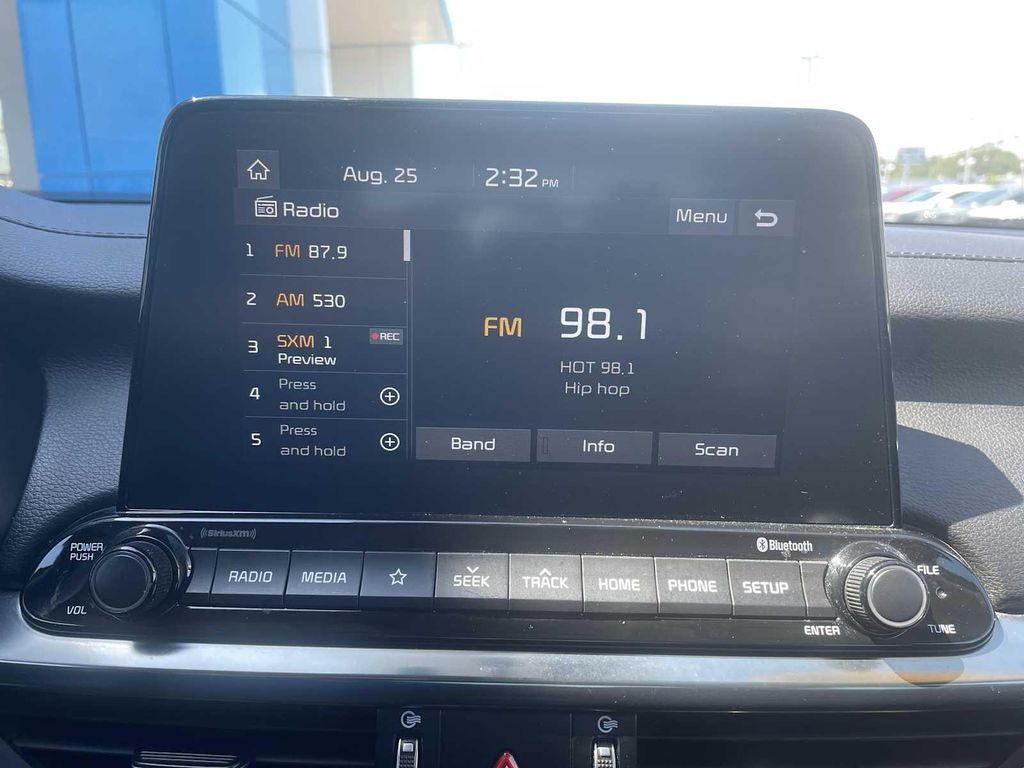 Aug. 25 2:32 PM
Radio Menu
1 FM 87.9
2 AM 530
3 SXM 1 REC
Preview
4 Press
and hold
5 Press
and hold
FM 98.1
HOT 98.1
Hip hop
Band Info Scan
((SiriusXM))
Bluetooth
POWER
PUSH
VOL
RADIO MEDIA SEEK TRACK HOME PHONE SETUP
FILE
ENTER TUNE